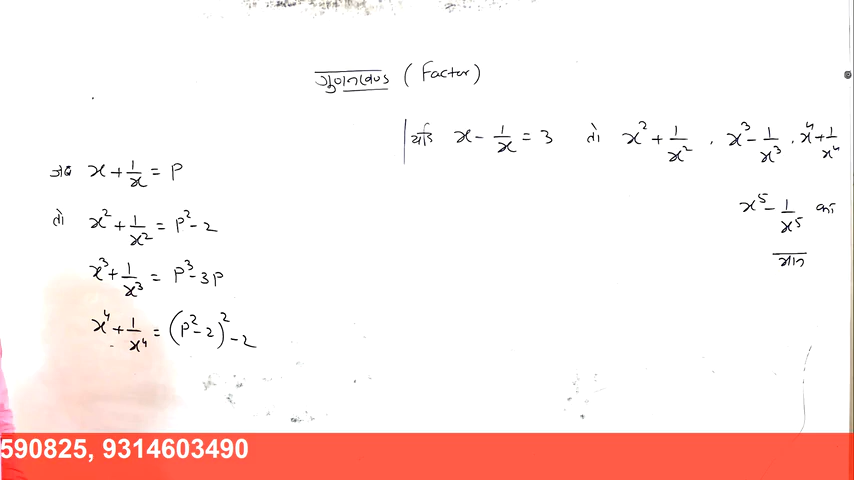 गुणनखण्ड (Factor)
जब x + 1/x = P
तो x² + 1/x² = P² - 2
x³ + 1/x³ = P³ - 3P
x⁴ + 1/x⁴ = (P² - 2)² - 2
यदि x - 1/x = 3 तो x² + 1/x² , x³ - 1/x³ , x⁴ + 1/x⁴
x⁵ - 1/x⁵ का
मान
590825, 9314603490